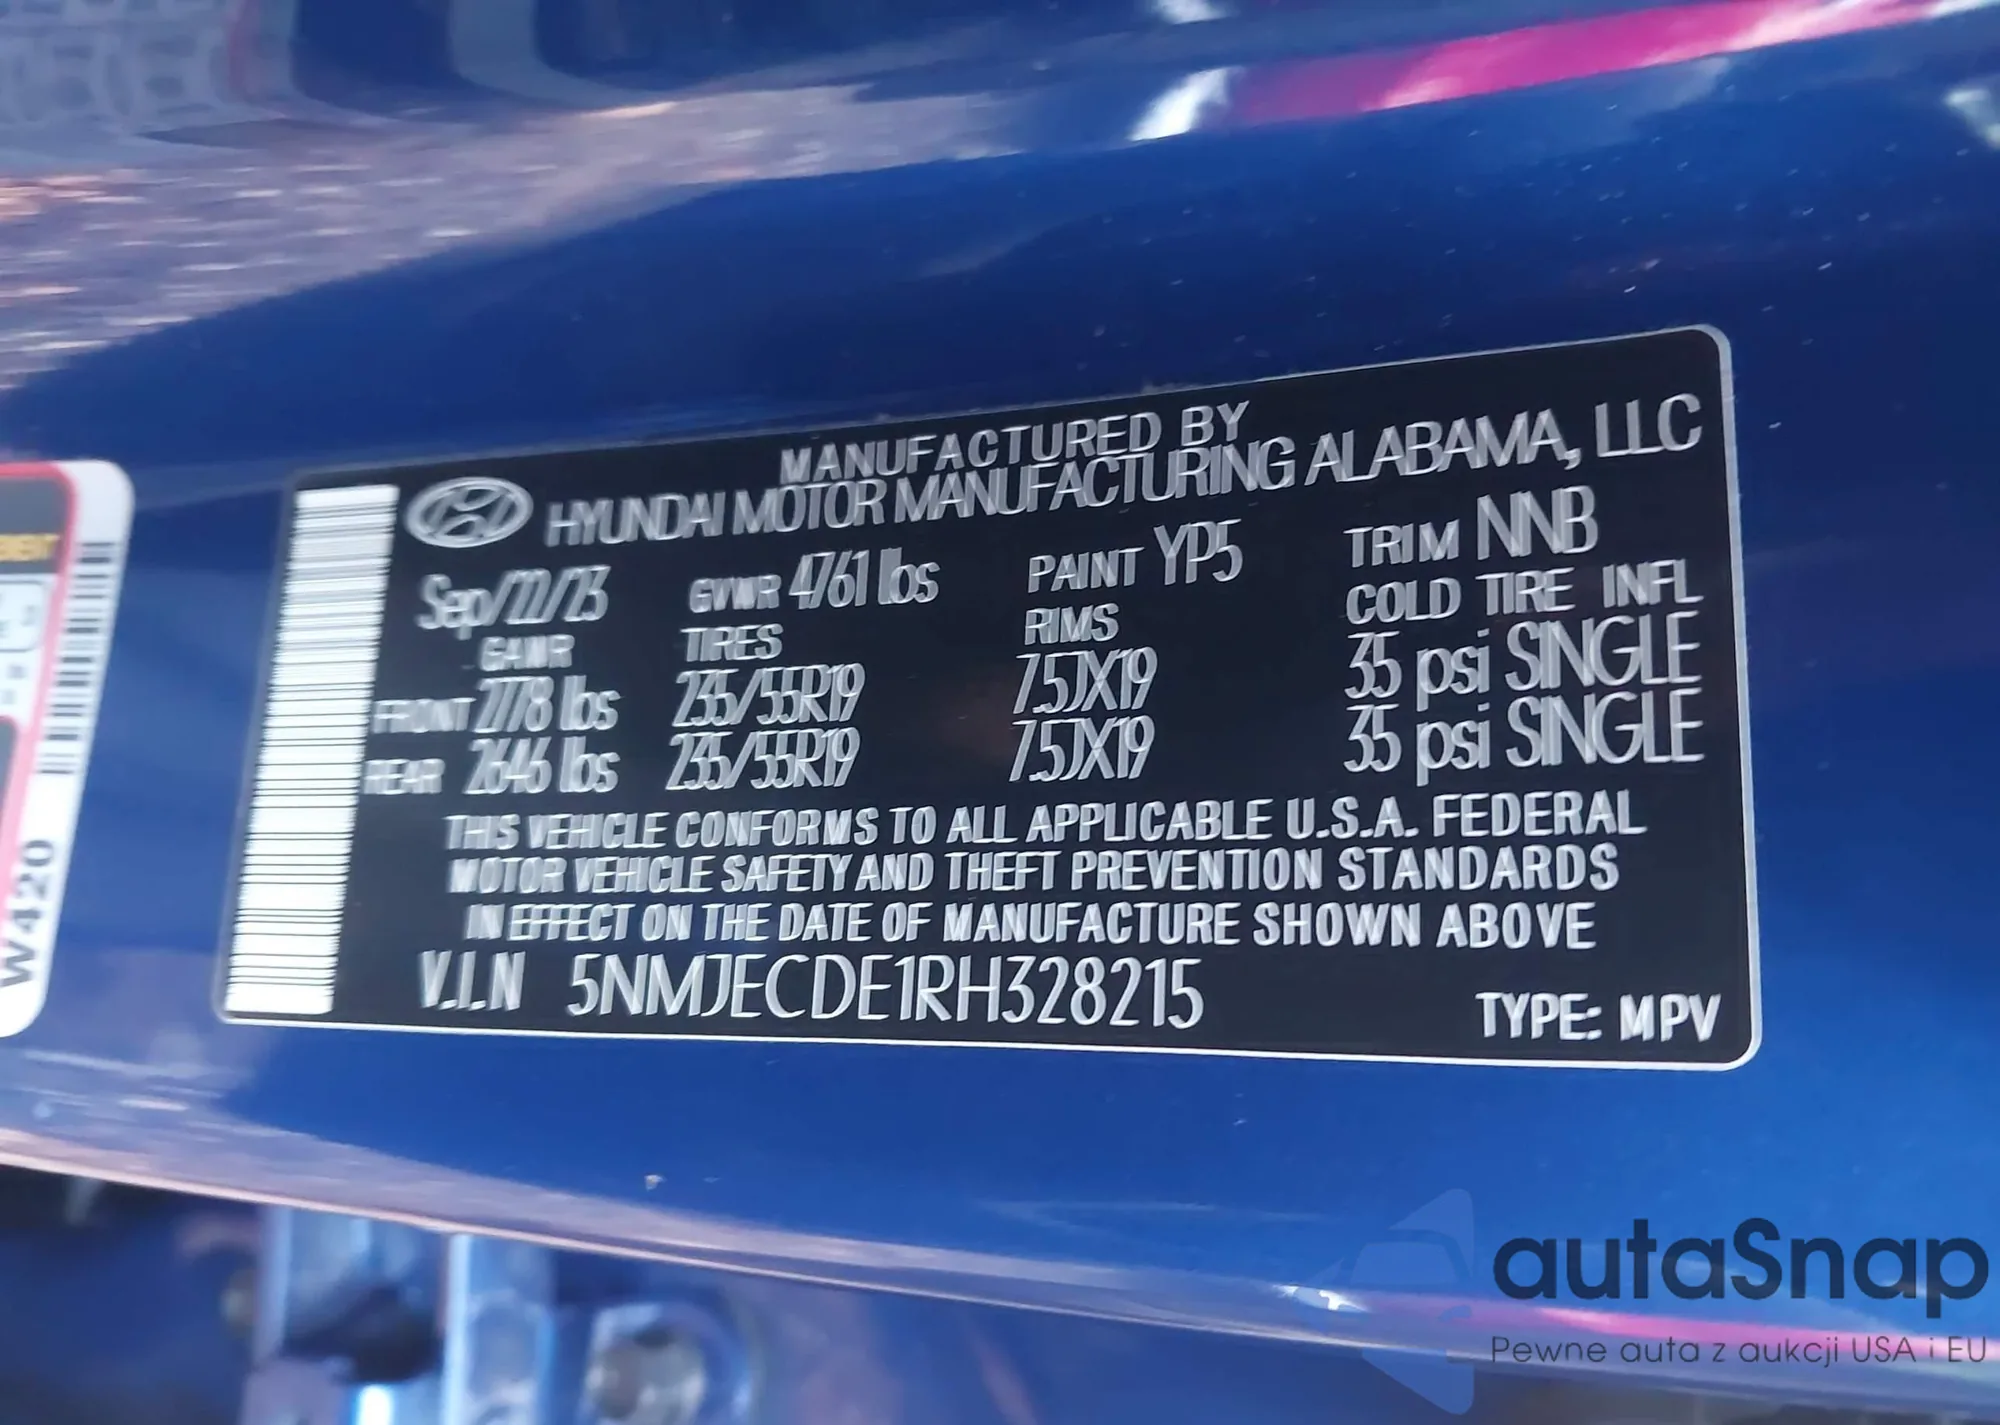 MANUFACTURED BY
HYUNDAI MOTOR MANUFACTURING ALABAMA, LLC
Sep/22/23 GVWR 4761 lbs PAINT YP5 TRIM NNB
GAWR TIRES RIMS COLD TIRE INFL
FRONT 2778 lbs 235/55R19 7.5JX19 35 psi SINGLE
REAR 2646 lbs 235/55R19 7.5JX19 35 psi SINGLE
THIS VEHICLE CONFORMS TO ALL APPLICABLE U.S.A. FEDERAL
MOTOR VEHICLE SAFETY AND THEFT PREVENTION STANDARDS
IN EFFECT ON THE DATE OF MANUFACTURE SHOWN ABOVE
V.I.N 5NMJECDE1RH328215 TYPE: MPV
W420
autaSnap
Pewne auta z aukcji USA i EU